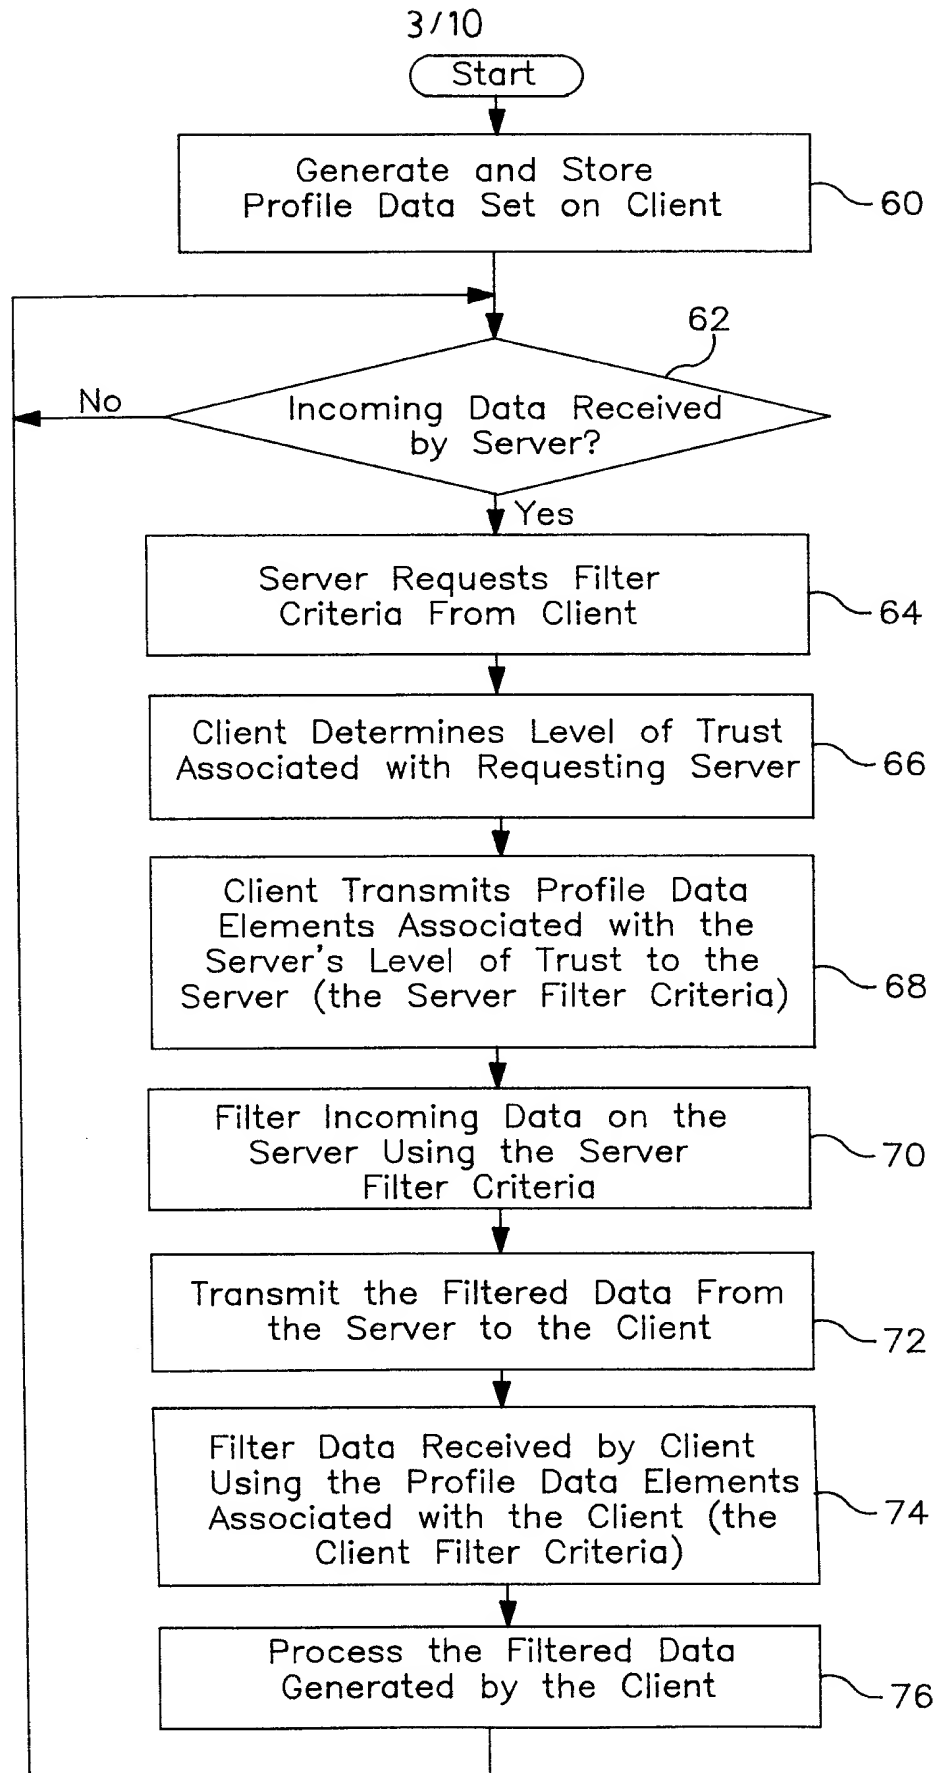 3/10
Start
Generate and Store
Profile Data Set on Client
60
62
Incoming Data Received
by Server?
No
Yes
Server Requests Filter
Criteria From Client
64
Client Determines Level of Trust
Associated with Requesting Server
66
Client Transmits Profile Data
Elements Associated with the
Server's Level of Trust to the
Server (the Server Filter Criteria)
68
Filter Incoming Data on the
Server Using the Server
Filter Criteria
70
Transmit the Filtered Data From
the Server to the Client
72
Filter Data Received by Client
Using the Profile Data Elements
Associated with the Client (the
Client Filter Criteria)
74
Process the Filtered Data
Generated by the Client
76